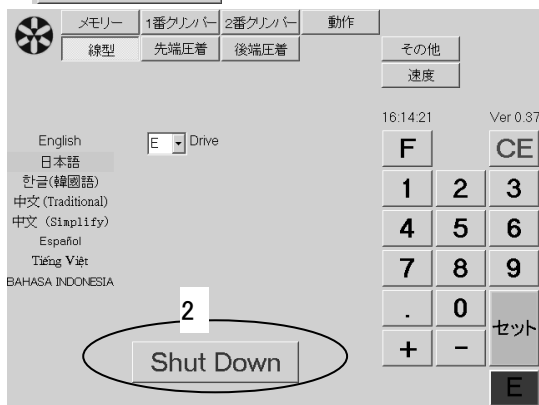 メモリー
1番クリンパー
2番クリンパー
動作
線型
先端圧着
後端圧着
その他
速度
16:14:21
Ver 0.37
English
E
Drive
日本語
한글(韓國語)
中文 (Traditional)
中文 (Simplify)
Español
Tiếng Việt
BAHASA INDONESIA
F
CE
1
2
3
4
5
6
7
8
9
.
0
セット
+
-
E
2
Shut Down